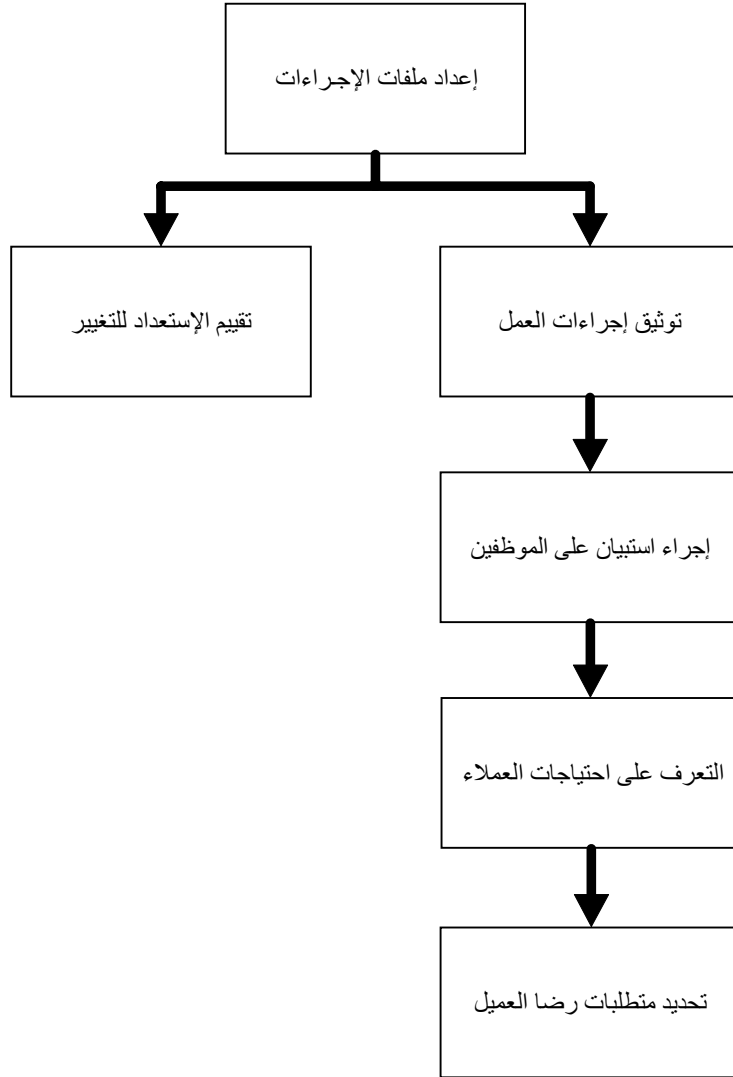 إعداد ملفات الإجراءات
توثيق إجراءات العمل
تقييم الإستعداد للتغيير
إجراء استبيان على الموظفين
التعرف على احتياجات العملاء
تحديد متطلبات رضا العميل